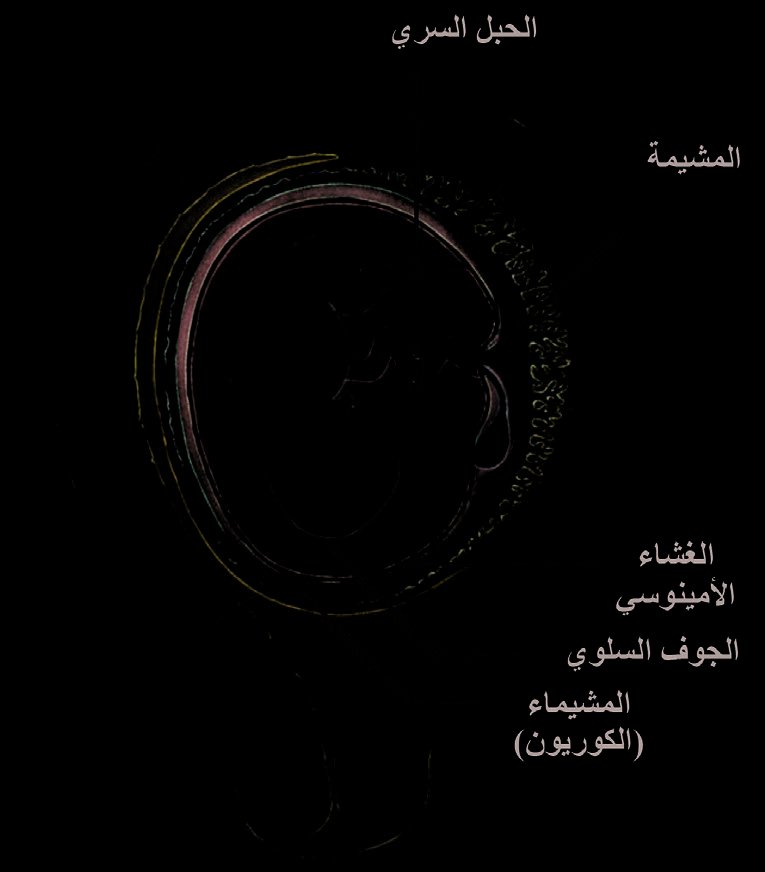 الحبل السري
المشيمة
الغشاء
الأمينوسي
الجوف السلوي
المشيماء
(الكوريون)